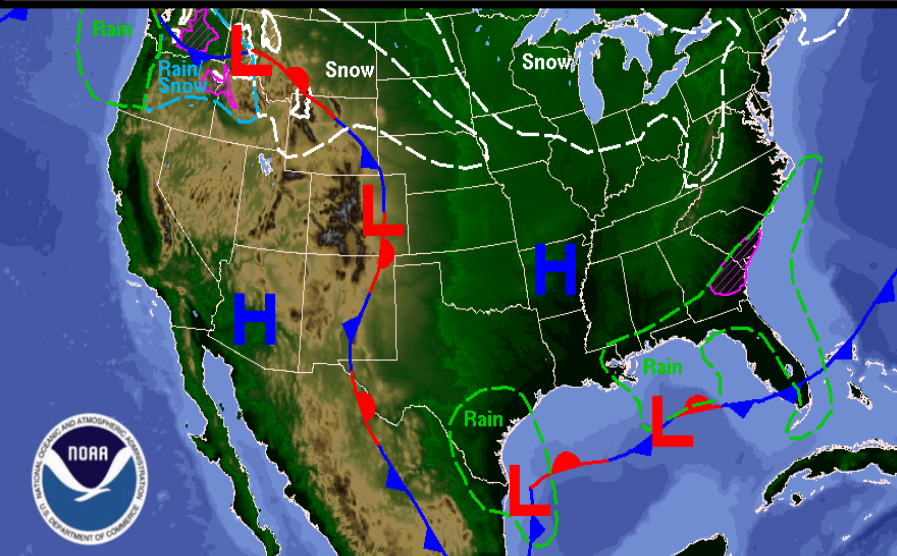 Rain
L
Rain/
Snow
Snow
Snow
L
H
H
Rain
Rain
L
L
NATIONAL OCEANIC AND ATMOSPHERIC ADMINISTRATION
NOAA
U.S. DEPARTMENT OF COMMERCE